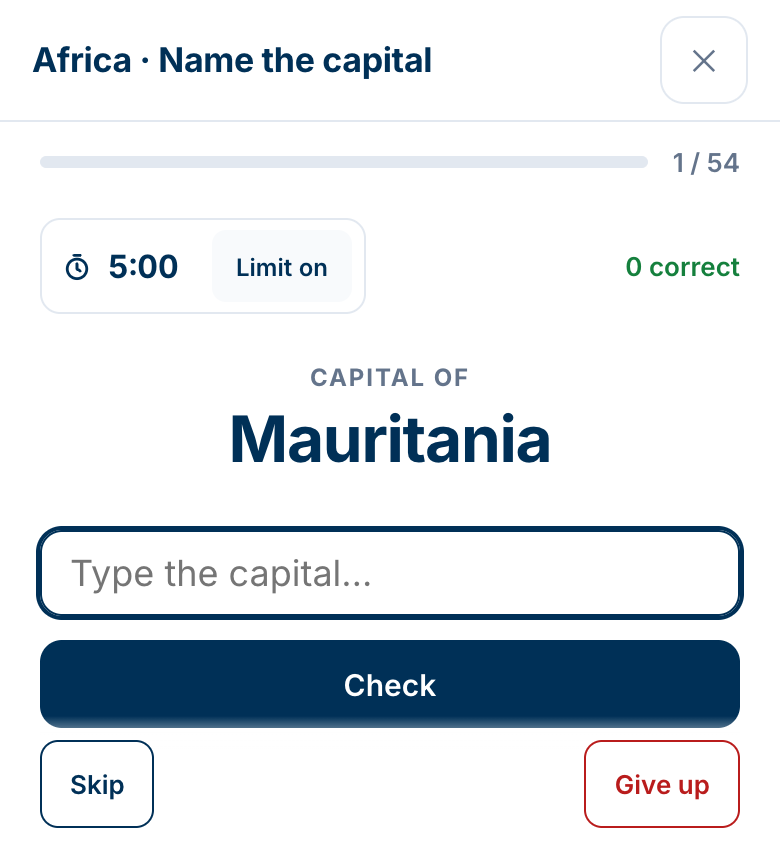 Africa · Name the capital
1 / 54
5:00 Limit on 0 correct
CAPITAL OF
Mauritania
Type the capital...
Check
Skip Give up